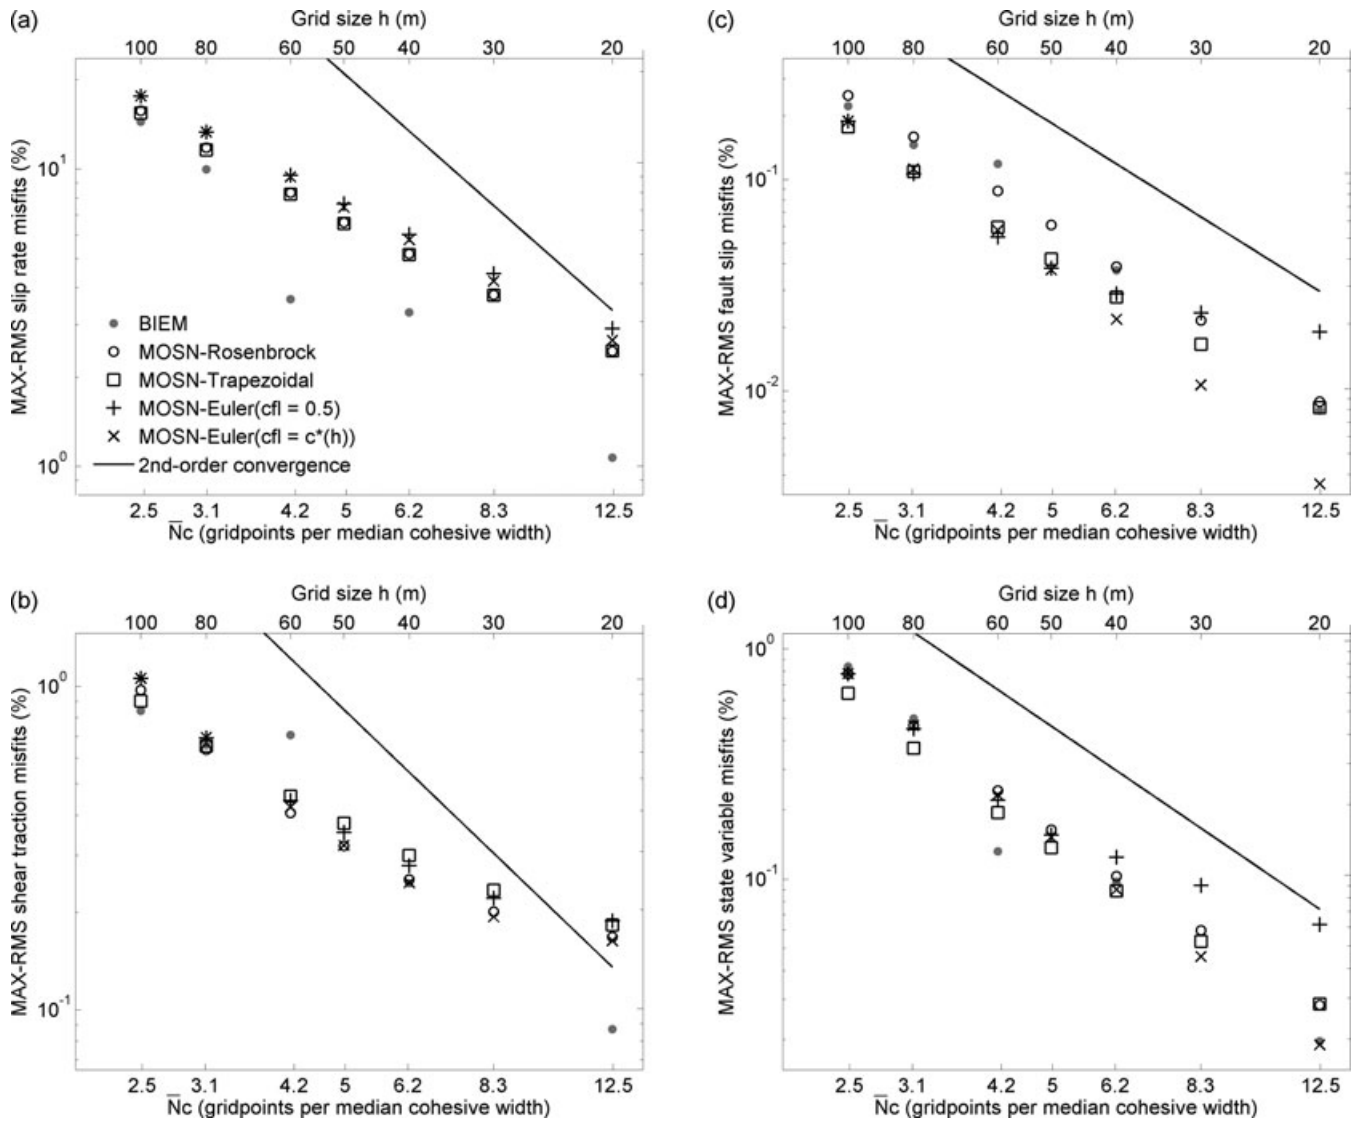 (a)
Grid size h (m)
100 80 60 50 40 30 20
MAX-RMS slip rate misfits (%)
10^1
10^0
BIEM
MOSN-Rosenbrock
MOSN-Trapezoidal
MOSN-Euler(cfl = 0.5)
MOSN-Euler(cfl = c*(h))
2nd-order convergence
2.5 3.1 4.2 5 6.2 8.3 12.5
N̅c (gridpoints per median cohesive width)
(c)
Grid size h (m)
100 80 60 50 40 30 20
MAX-RMS fault slip misfits (%)
10^-1
10^-2
2.5 3.1 4.2 5 6.2 8.3 12.5
N̅c (gridpoints per median cohesive width)
(b)
Grid size h (m)
100 80 60 50 40 30 20
MAX-RMS shear traction misfits (%)
10^0
10^-1
2.5 3.1 4.2 5 6.2 8.3 12.5
N̅c (gridpoints per median cohesive width)
(d)
Grid size h (m)
100 80 60 50 40 30 20
MAX-RMS state variable misfits (%)
10^0
10^-1
2.5 3.1 4.2 5 6.2 8.3 12.5
N̅c (gridpoints per median cohesive width)